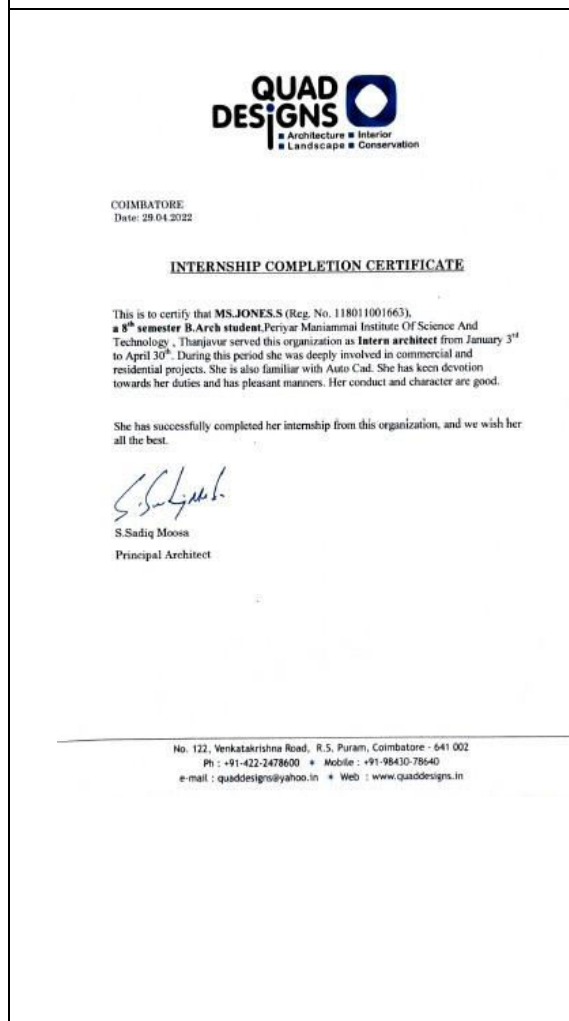 QUAD
DESiGNS
Architecture Interior
Landscape Conservation
COIMBATORE
Date: 29.04.2022
INTERNSHIP COMPLETION CERTIFICATE
This is to certify that MS.JONES.S (Reg. No. 118011001663),
a 8th semester B.Arch student,Periyar Maniammai Institute Of Science And
Technology , Thanjavur served this organization as Intern architect from January 3rd
to April 30th. During this period she was deeply involved in commercial and
residential projects. She is also familiar with Auto Cad. She has keen devotion
towards her duties and has pleasant manners. Her conduct and character are good.
She has successfully completed her internship from this organization, and we wish her
all the best.
S.Sadiq Moosa
Principal Architect
No. 122, Venkatakrishna Road, R.S. Puram, Coimbatore - 641 002
Ph : +91-422-2478600 Mobile : +91-98430-78640
e-mail : quaddesigns@yahoo.in Web : www.quaddesigns.in